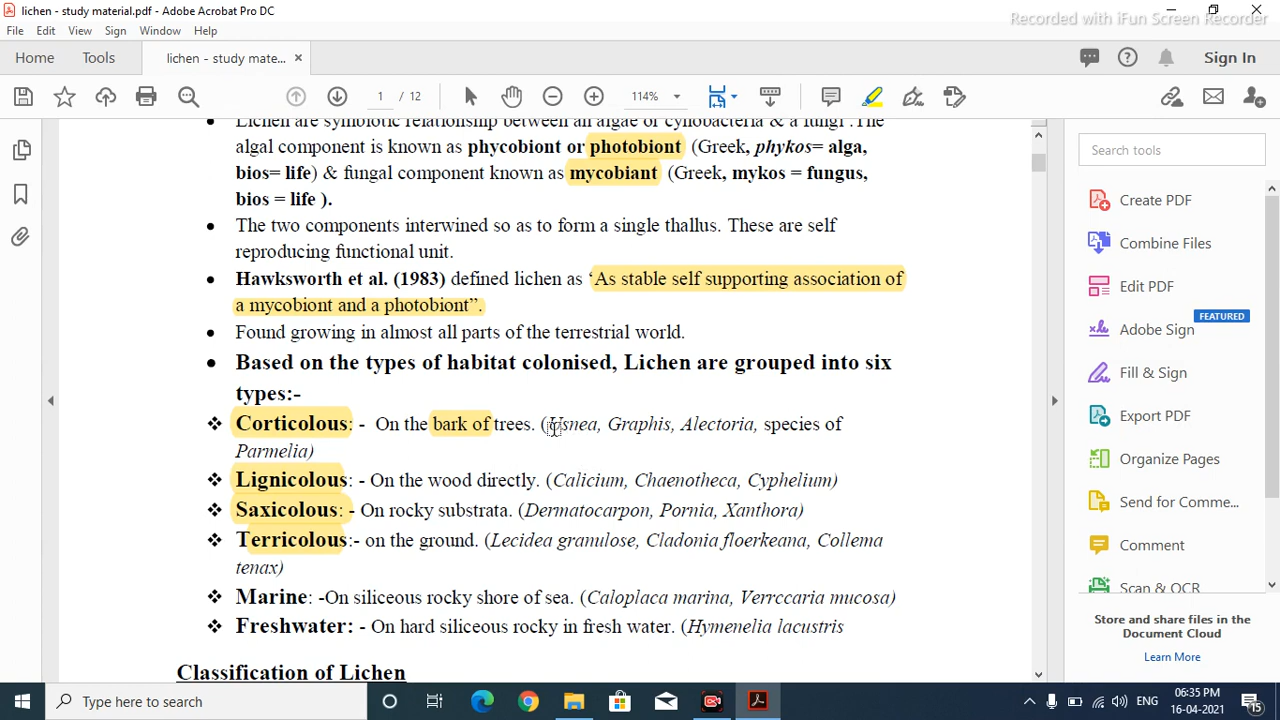 lichen - study material.pdf - Adobe Acrobat Pro DC
Recorded with iFun Screen Recorder
File Edit View Sign Window Help
Home Tools lichen - study mate... × Sign In
1 / 12 114%
Lichen are symbiotic relationship between an algae or cynobacteria & a fungi .The
algal component is known as phycobiont or photobiont (Greek, phykos= alga,
bios= life) & fungal component known as mycobiant (Greek, mykos = fungus,
bios = life ).
The two components interwined so as to form a single thallus. These are self
reproducing functional unit.
Hawksworth et al. (1983) defined lichen as ‘As stable self supporting association of
a mycobiont and a photobiont”.
Found growing in almost all parts of the terrestrial world.
Based on the types of habitat colonised, Lichen are grouped into six
types:-
❖ Corticolous: - On the bark of trees. (Usnea, Graphis, Alectoria, species of
Parmelia)
❖ Lignicolous: - On the wood directly. (Calicium, Chaenotheca, Cyphelium)
❖ Saxicolous: - On rocky substrata. (Dermatocarpon, Pornia, Xanthora)
❖ Terricolous:- on the ground. (Lecidea granulose, Cladonia floerkeana, Collema
tenax)
❖ Marine: -On siliceous rocky shore of sea. (Caloplaca marina, Verrccaria mucosa)
❖ Freshwater: - On hard siliceous rocky in fresh water. (Hymenelia lacustris
Classification of Lichen
Search tools
Create PDF
Combine Files
Edit PDF
FEATURED
Adobe Sign
Fill & Sign
Export PDF
Organize Pages
Send for Comme...
Comment
Scan & OCR
Store and share files in the
Document Cloud
Learn More
Type here to search
ENG
06:35 PM
16-04-2021
15